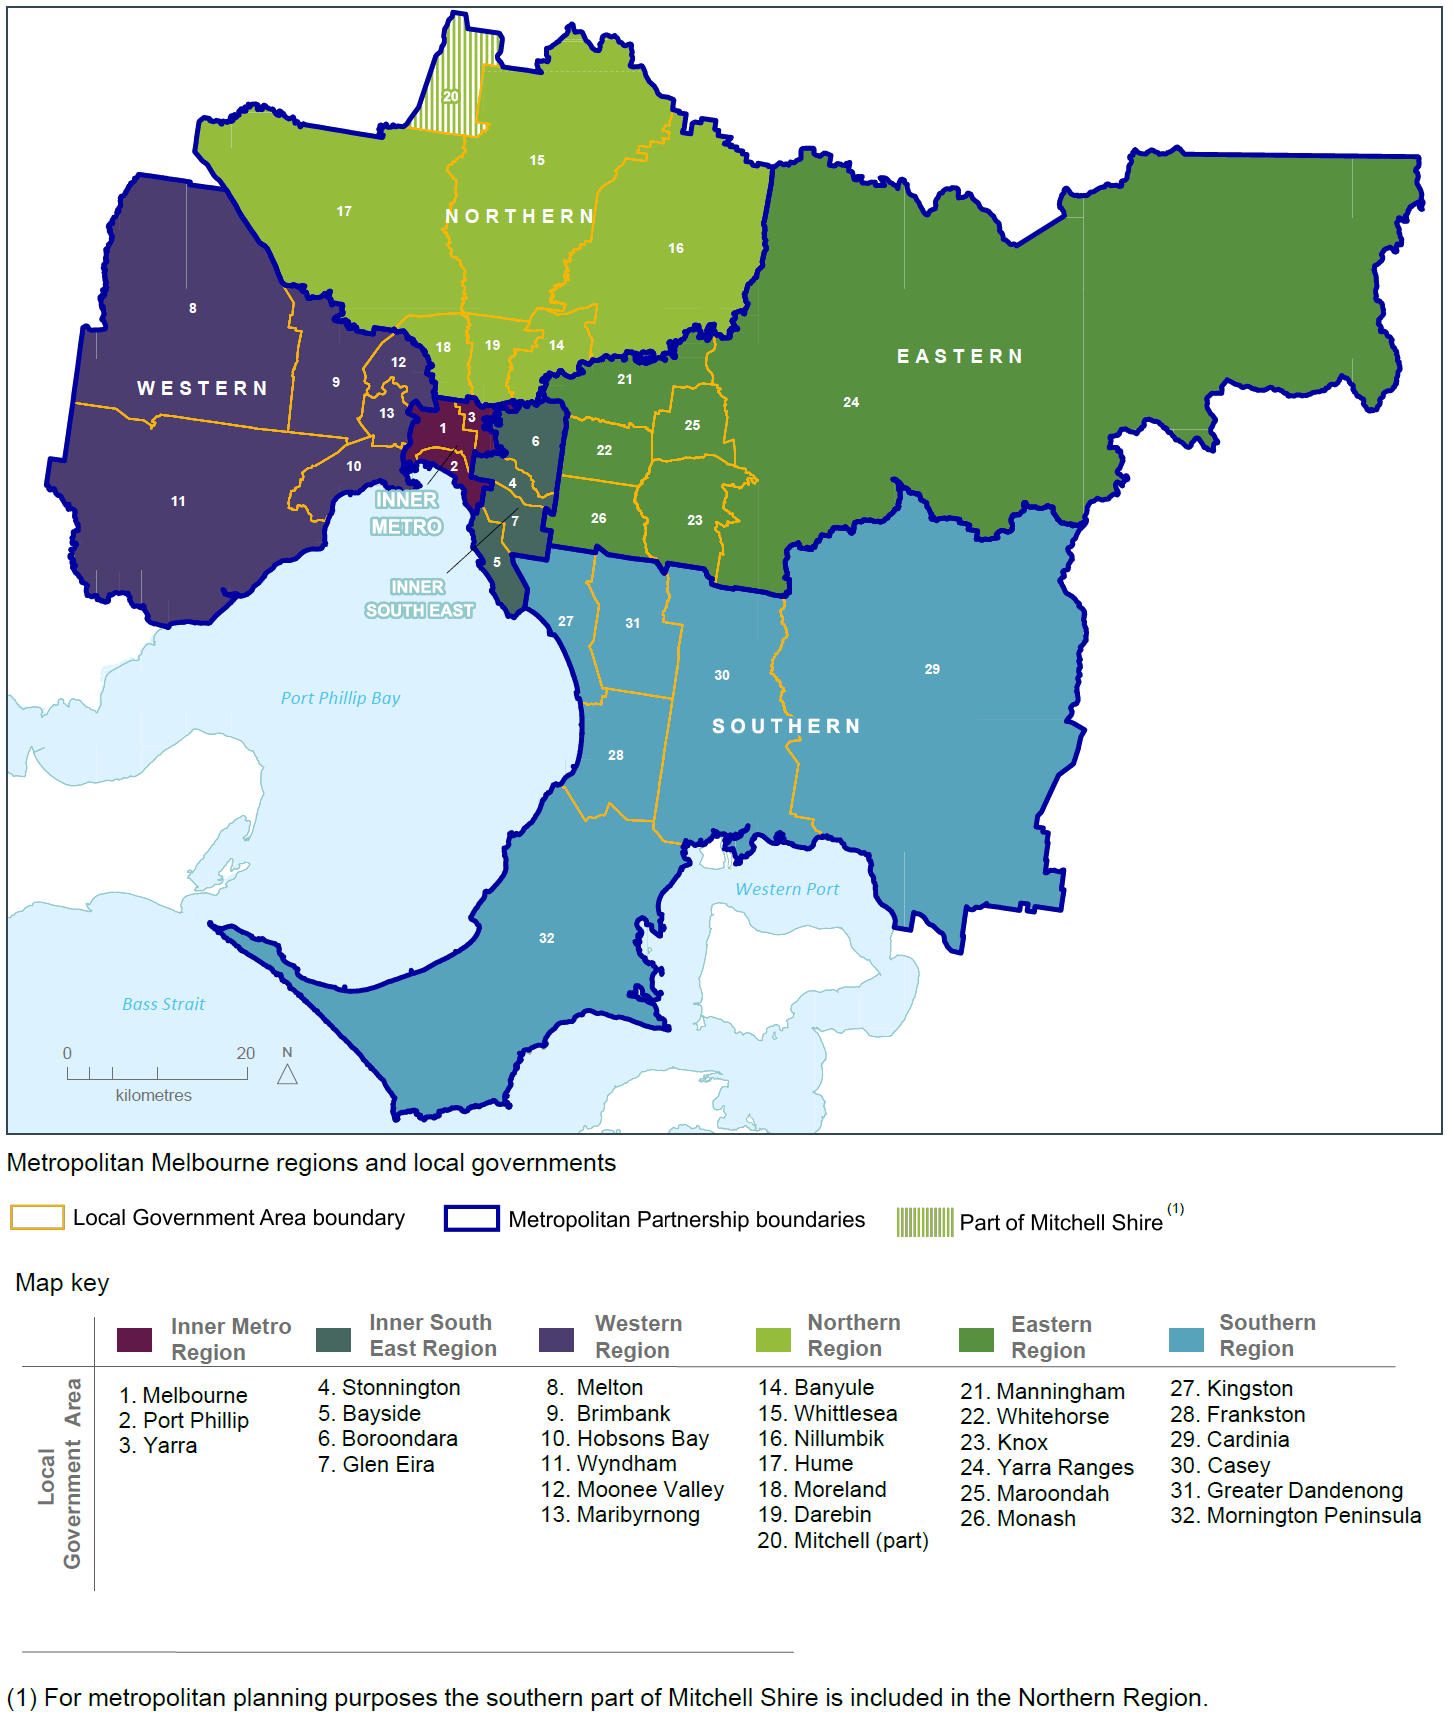 20
15
17
NORTHERN
16
8
18
19
14
12
21
EASTERN
WESTERN
9
24
13
1
3
25
6
22
10
2
4
11
INNER
METRO
7
26
23
5
INNER
SOUTH EAST
27
31
29
30
Port Phillip Bay
SOUTHERN
28
Western Port
32
Bass Strait
0 20 N
kilometres
Metropolitan Melbourne regions and local governments
Local Government Area boundary
Metropolitan Partnership boundaries
Part of Mitchell Shire (1)
Map key
Local
Government Area
Inner Metro
Region
1. Melbourne
2. Port Phillip
3. Yarra
Inner South
East Region
4. Stonnington
5. Bayside
6. Boroondara
7. Glen Eira
Western
Region
8. Melton
9. Brimbank
10. Hobsons Bay
11. Wyndham
12. Moonee Valley
13. Maribyrnong
Northern
Region
14. Banyule
15. Whittlesea
16. Nillumbik
17. Hume
18. Moreland
19. Darebin
20. Mitchell (part)
Eastern
Region
21. Manningham
22. Whitehorse
23. Knox
24. Yarra Ranges
25. Maroondah
26. Monash
Southern
Region
27. Kingston
28. Frankston
29. Cardinia
30. Casey
31. Greater Dandenong
32. Mornington Peninsula
(1) For metropolitan planning purposes the southern part of Mitchell Shire is included in the Northern Region.